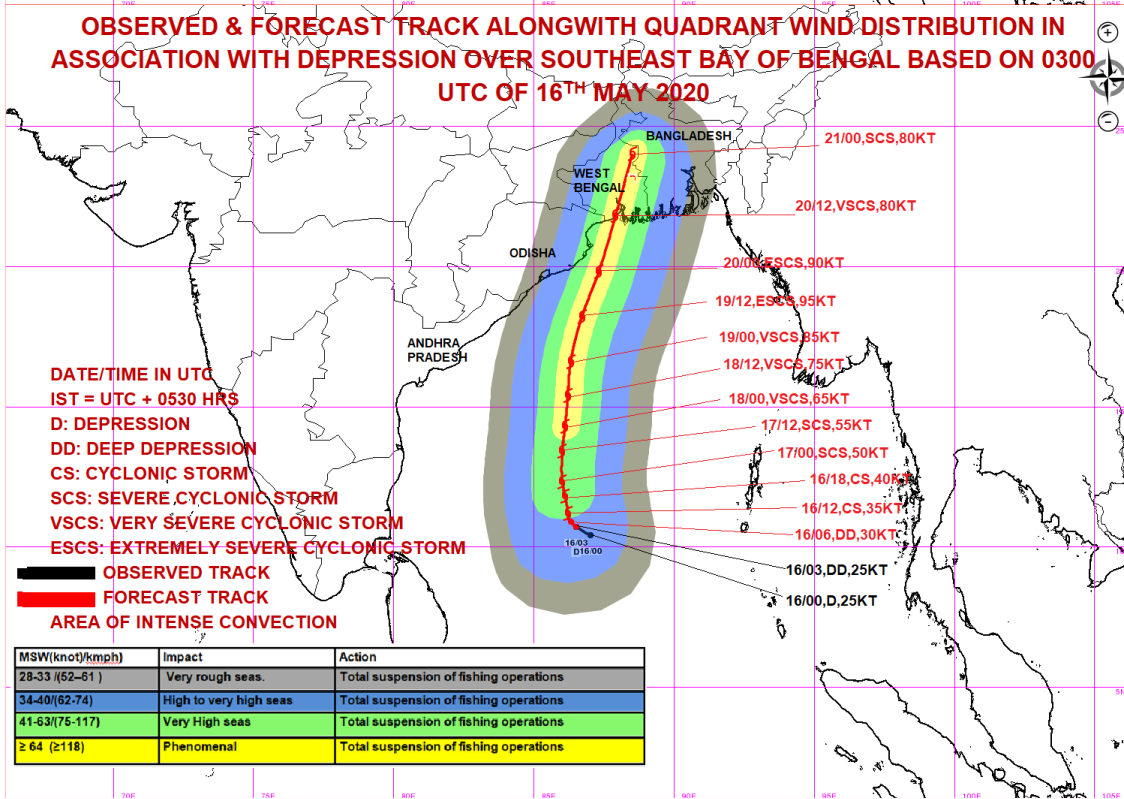 OBSERVED & FORECAST TRACK ALONGWITH QUADRANT WIND DISTRIBUTION IN
ASSOCIATION WITH DEPRESSION OVER SOUTHEAST BAY OF BENGAL BASED ON 0300
UTC OF 16TH MAY 2020
BANGLADESH
21/00,SCS,80KT
WEST
BENGAL
20/12,VSCS,80KT
ODISHA
20/00,ESCS,90KT
19/12,ESCS,95KT
19/00,VSCS,85KT
ANDHRA
PRADESH
18/12,VSCS,75KT
18/00,VSCS,65KT
17/12,SCS,55KT
17/00,SCS,50KT
16/18,CS,40KT
16/12,CS,35KT
16/06,DD,30KT
16/03
D16/00
16/03,DD,25KT
16/00,D,25KT
DATE/TIME IN UTC
IST = UTC + 0530 HRS
D: DEPRESSION
DD: DEEP DEPRESSION
CS: CYCLONIC STORM
SCS: SEVERE CYCLONIC STORM
VSCS: VERY SEVERE CYCLONIC STORM
ESCS: EXTREMELY SEVERE CYCLONIC STORM
OBSERVED TRACK
FORECAST TRACK
AREA OF INTENSE CONVECTION
MSW(knot)/kmph) Impact Action
28-33 /(52–61 ) Very rough seas. Total suspension of fishing operations
34-40/(62-74) High to very high seas Total suspension of fishing operations
41-63/(75-117) Very High seas Total suspension of fishing operations
≥ 64 (≥118) Phenomenal Total suspension of fishing operations
70E 75E 80E 85E 90E 95E 100E 105E